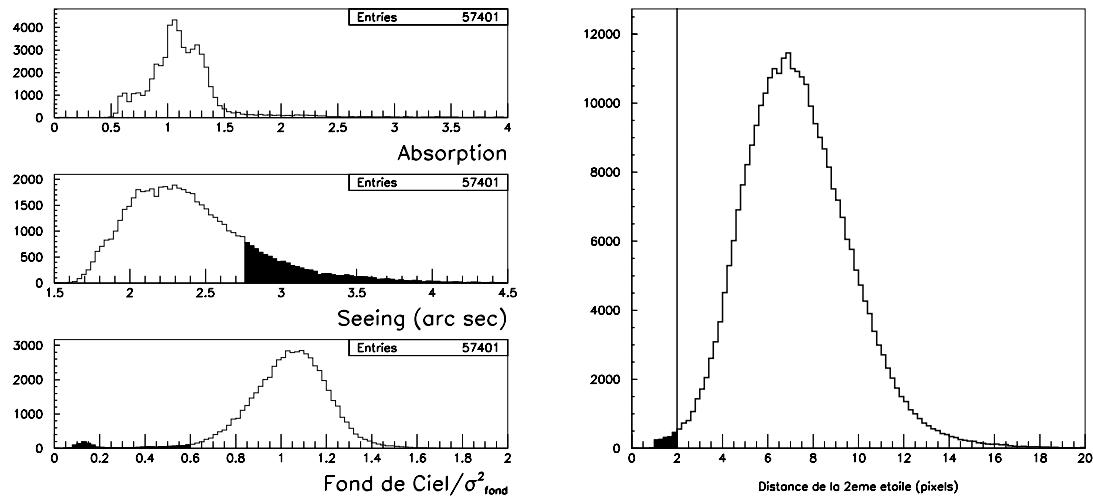 Entries 57401
4000
3000
2000
1000
0
0 0.5 1 1.5 2 2.5 3 3.5 4
Absorption
Entries 57401
2000
1500
1000
500
0
1.5 2 2.5 3 3.5 4 4.5
Seeing (arc sec)
Entries 57401
3000
2000
1000
0
0 0.2 0.4 0.6 0.8 1 1.2 1.4 1.6 1.8 2
Fond de Ciel/σ²fond
12000
10000
8000
6000
4000
2000
0
0 2 4 6 8 10 12 14 16 18 20
Distance de la 2eme etoile (pixels)